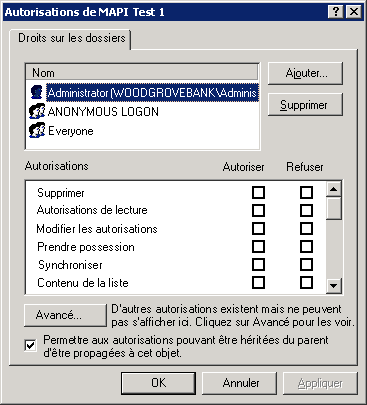 Autorisations de MAPI Test 1
Droits sur les dossiers
Nom
Administrator (WOODGROVEBANK\Adminis
ANONYMOUS LOGON
Everyone
Ajouter...
Supprimer
Autorisations Autoriser Refuser
Supprimer
Autorisations de lecture
Modifier les autorisations
Prendre possession
Synchroniser
Contenu de la liste
Avancé...
D'autres autorisations existent mais ne peuvent
pas s'afficher ici. Cliquez sur Avancé pour les voir.
Permettre aux autorisations pouvant être héritées du parent
d'être propagées à cet objet.
OK Annuler Appliquer